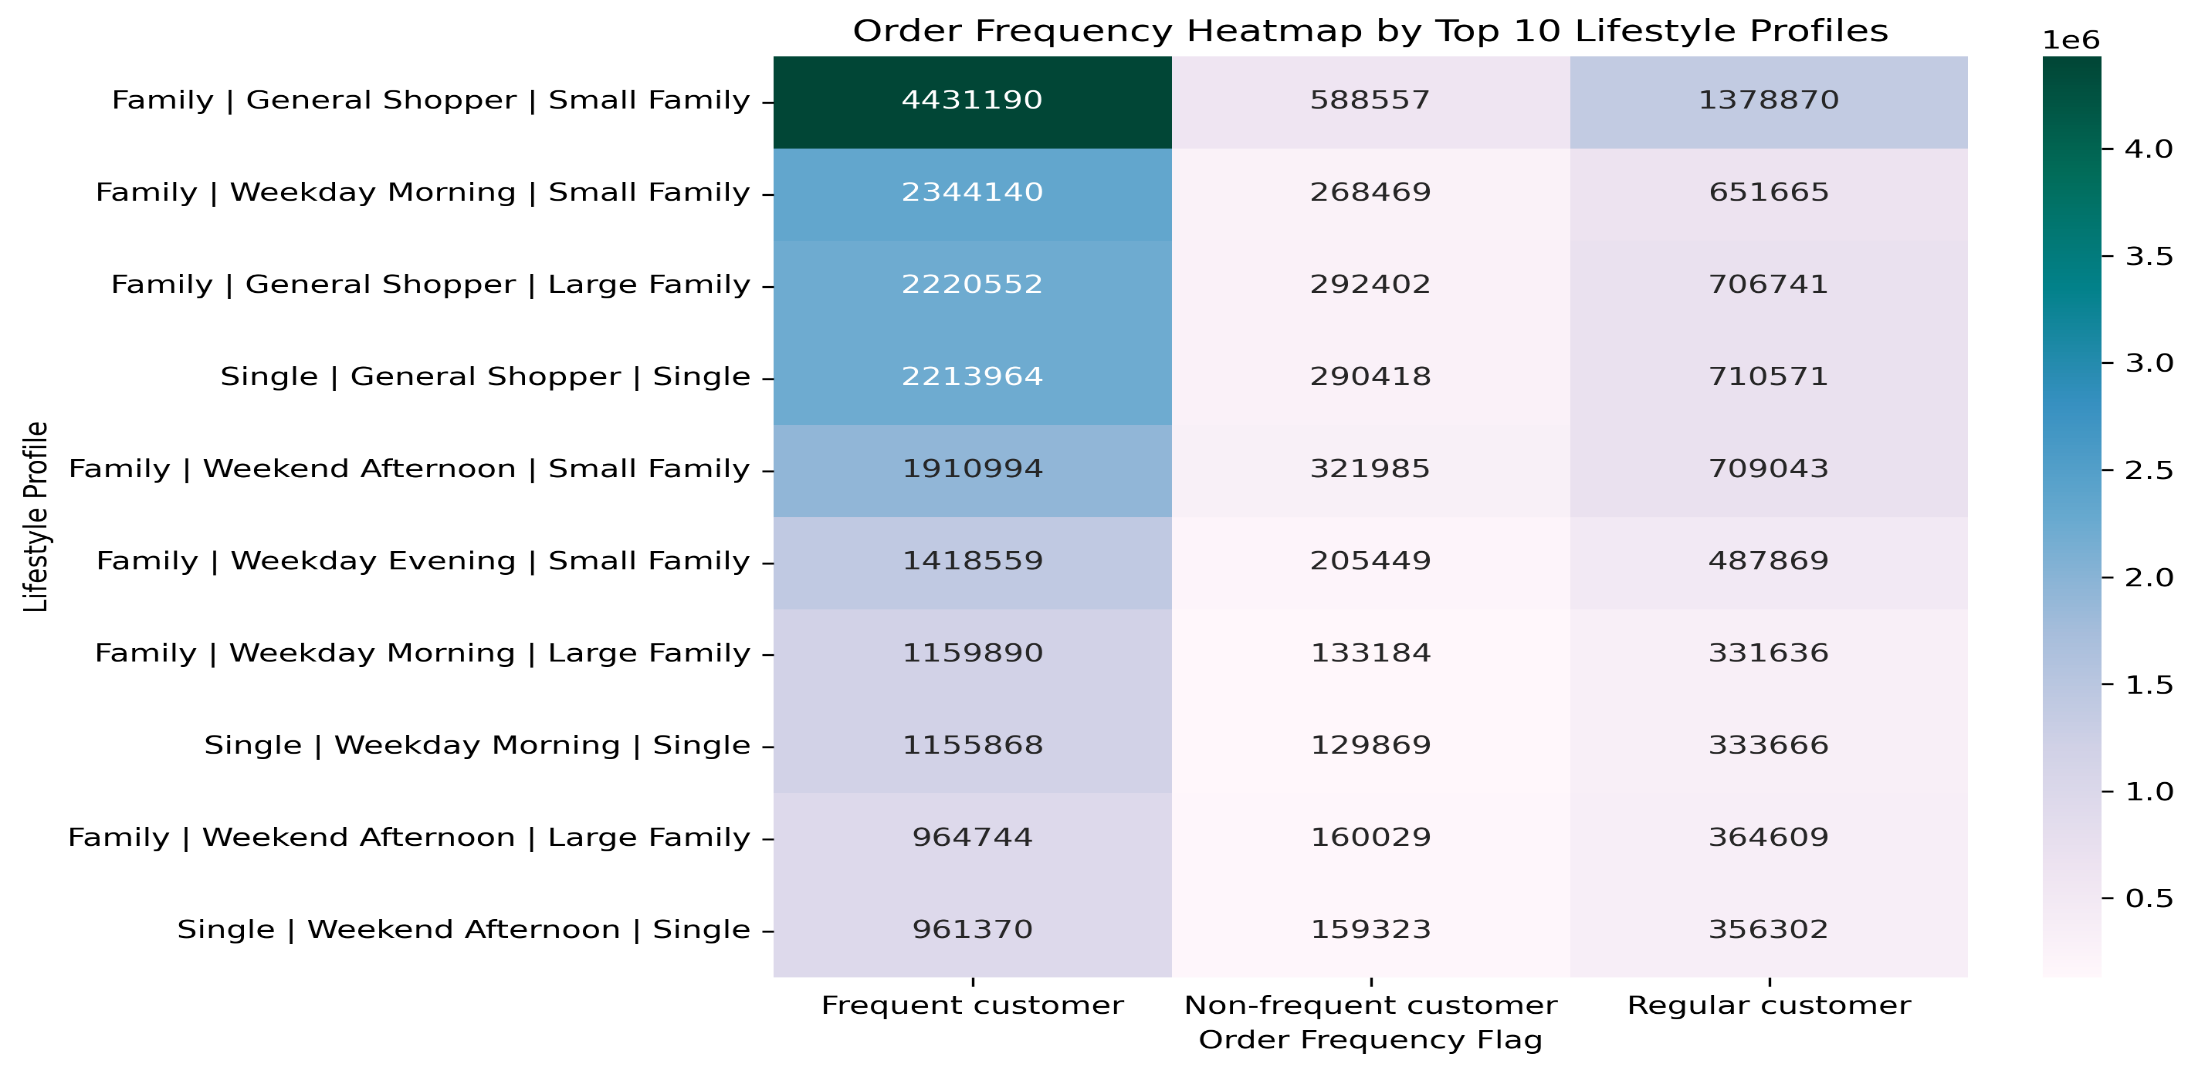 Order Frequency Heatmap by Top 10 Lifestyle Profiles
1e6
Lifestyle Profile
Family | General Shopper | Small Family 4431190 588557 1378870
Family | Weekday Morning | Small Family 2344140 268469 651665
Family | General Shopper | Large Family 2220552 292402 706741
Single | General Shopper | Single 2213964 290418 710571
Family | Weekend Afternoon | Small Family 1910994 321985 709043
Family | Weekday Evening | Small Family 1418559 205449 487869
Family | Weekday Morning | Large Family 1159890 133184 331636
Single | Weekday Morning | Single 1155868 129869 333666
Family | Weekend Afternoon | Large Family 964744 160029 364609
Single | Weekend Afternoon | Single 961370 159323 356302
Frequent customer Non-frequent customer Regular customer
Order Frequency Flag
4.0
3.5
3.0
2.5
2.0
1.5
1.0
0.5